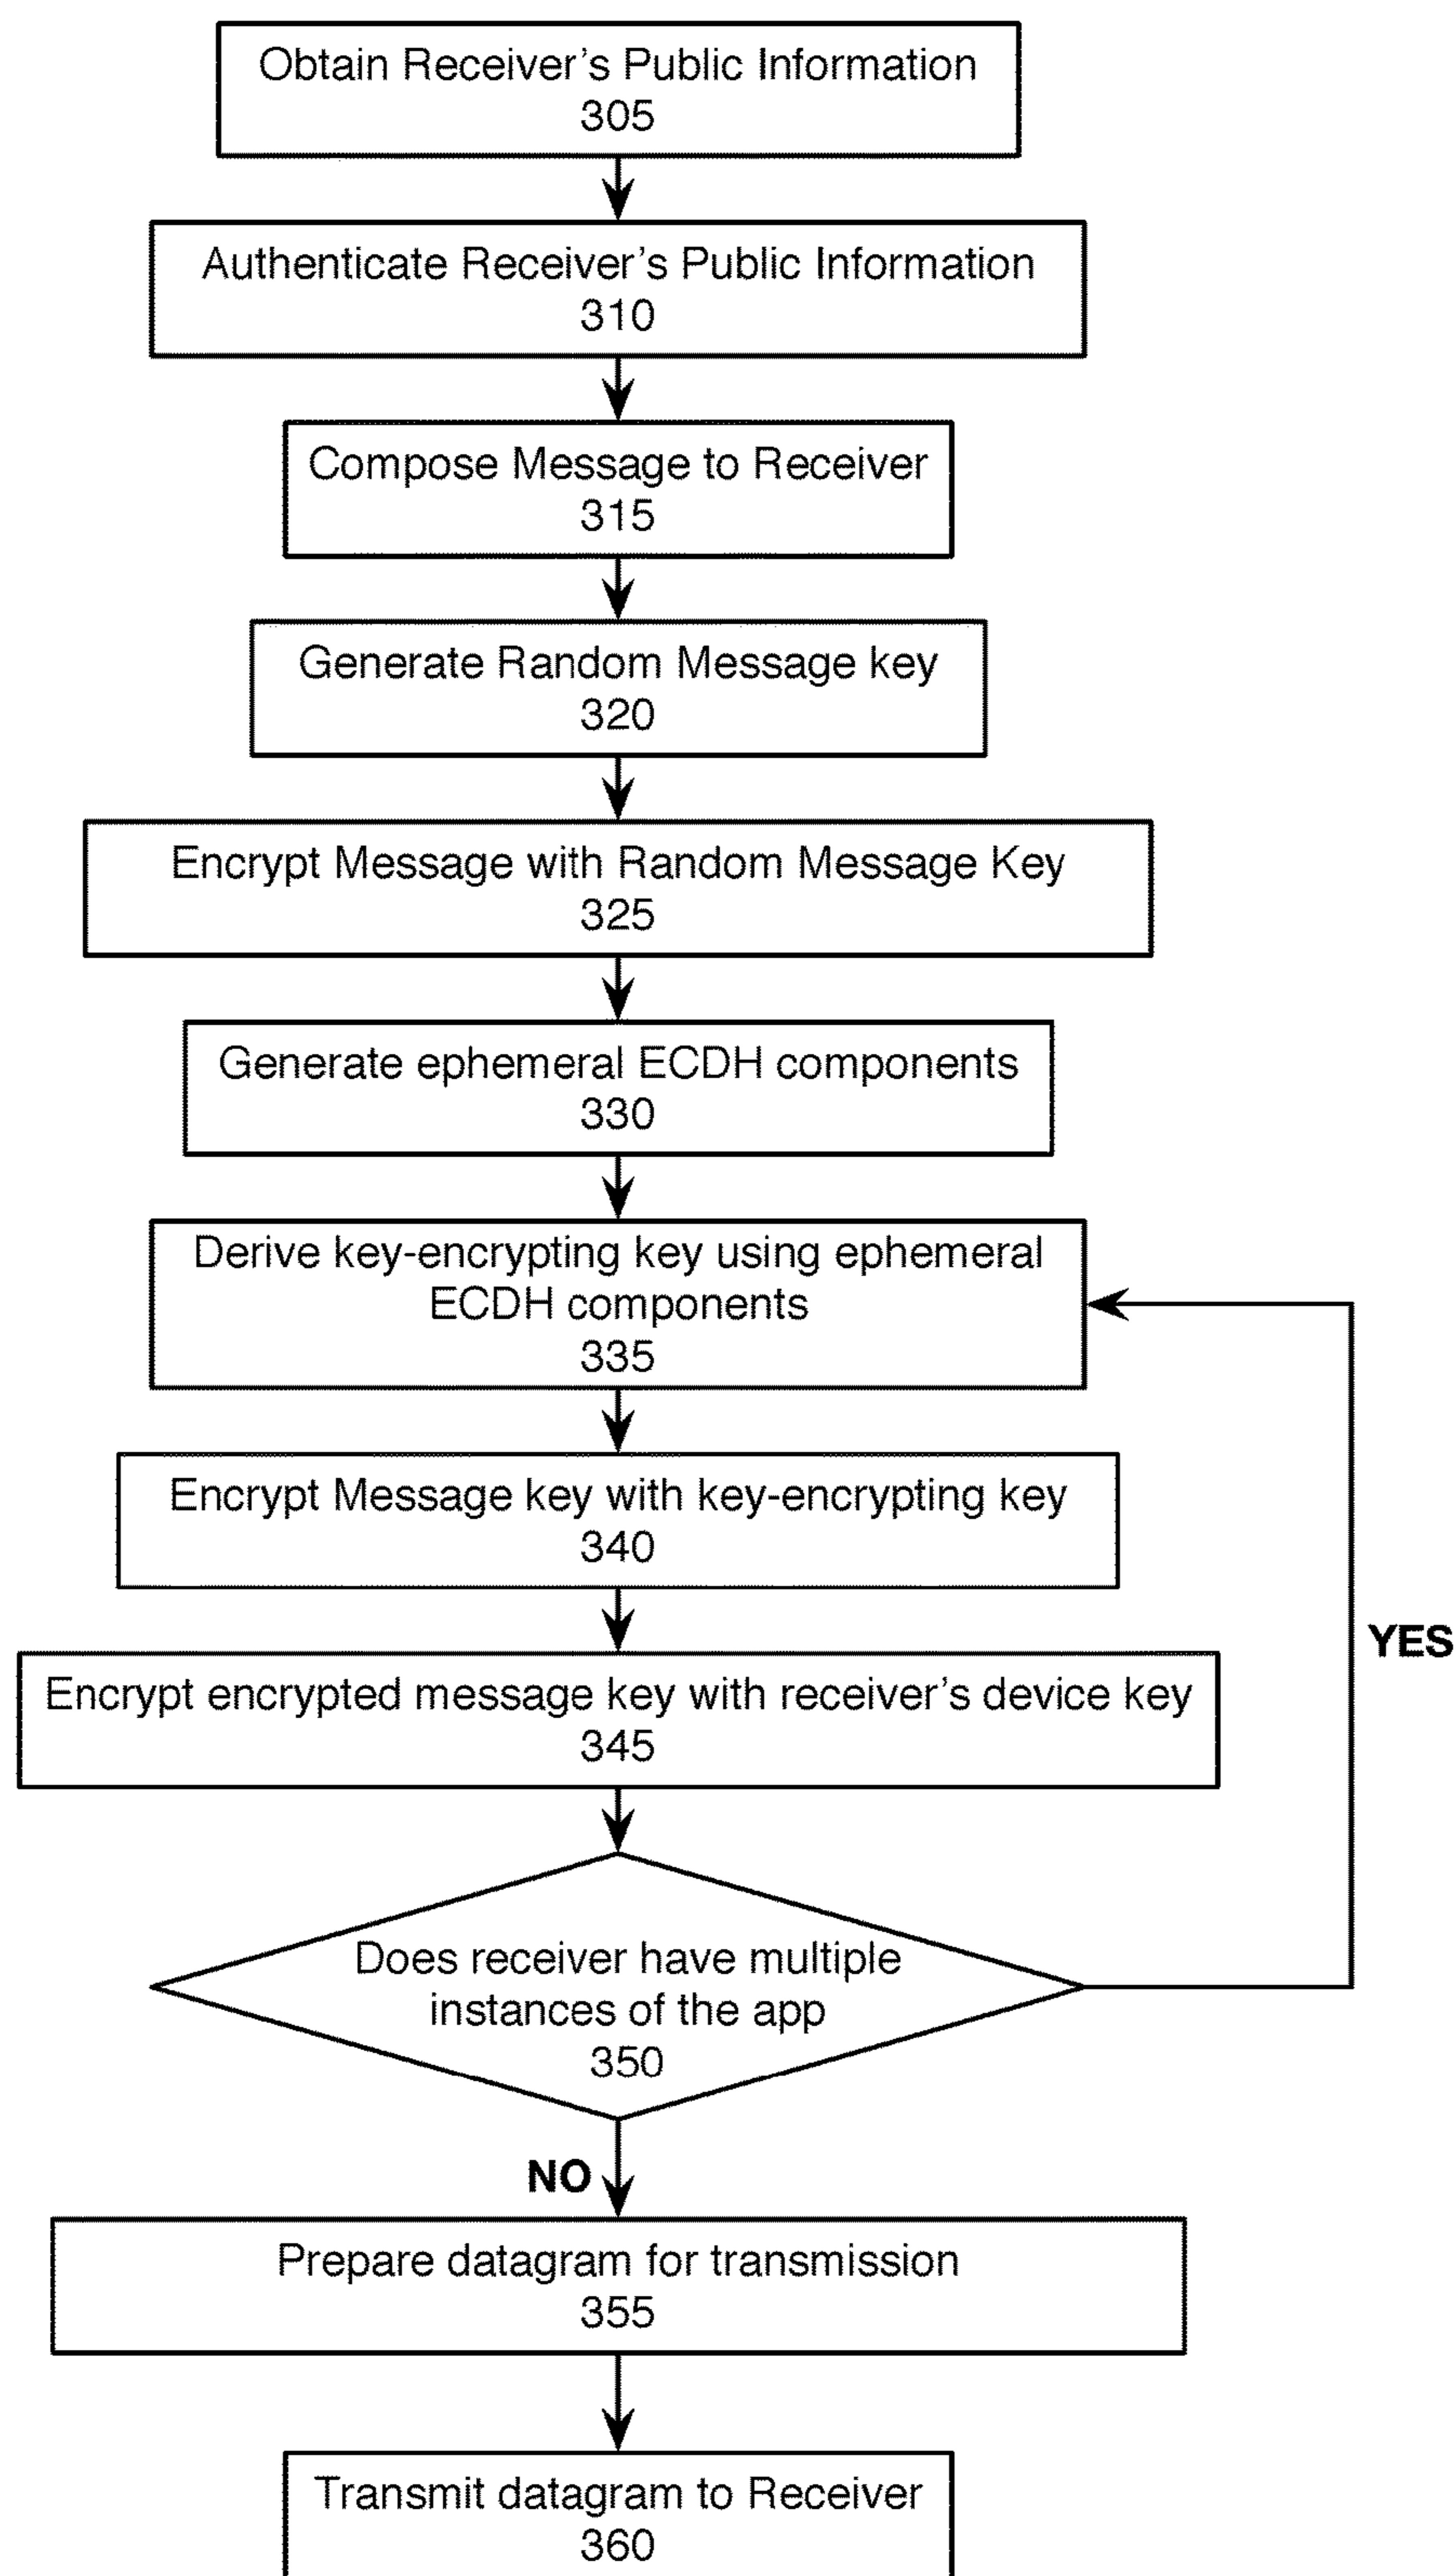 Obtain Receiver's Public Information
305
Authenticate Receiver's Public Information
310
Compose Message to Receiver
315
Generate Random Message key
320
Encrypt Message with Random Message Key
325
Generate ephemeral ECDH components
330
Derive key-encrypting key using ephemeral
ECDH components
335
Encrypt Message key with key-encrypting key
340
YES
Encrypt encrypted message key with receiver's device key
345
Does receiver have multiple
instances of the app
350
NO
Prepare datagram for transmission
355
Transmit datagram to Receiver
360